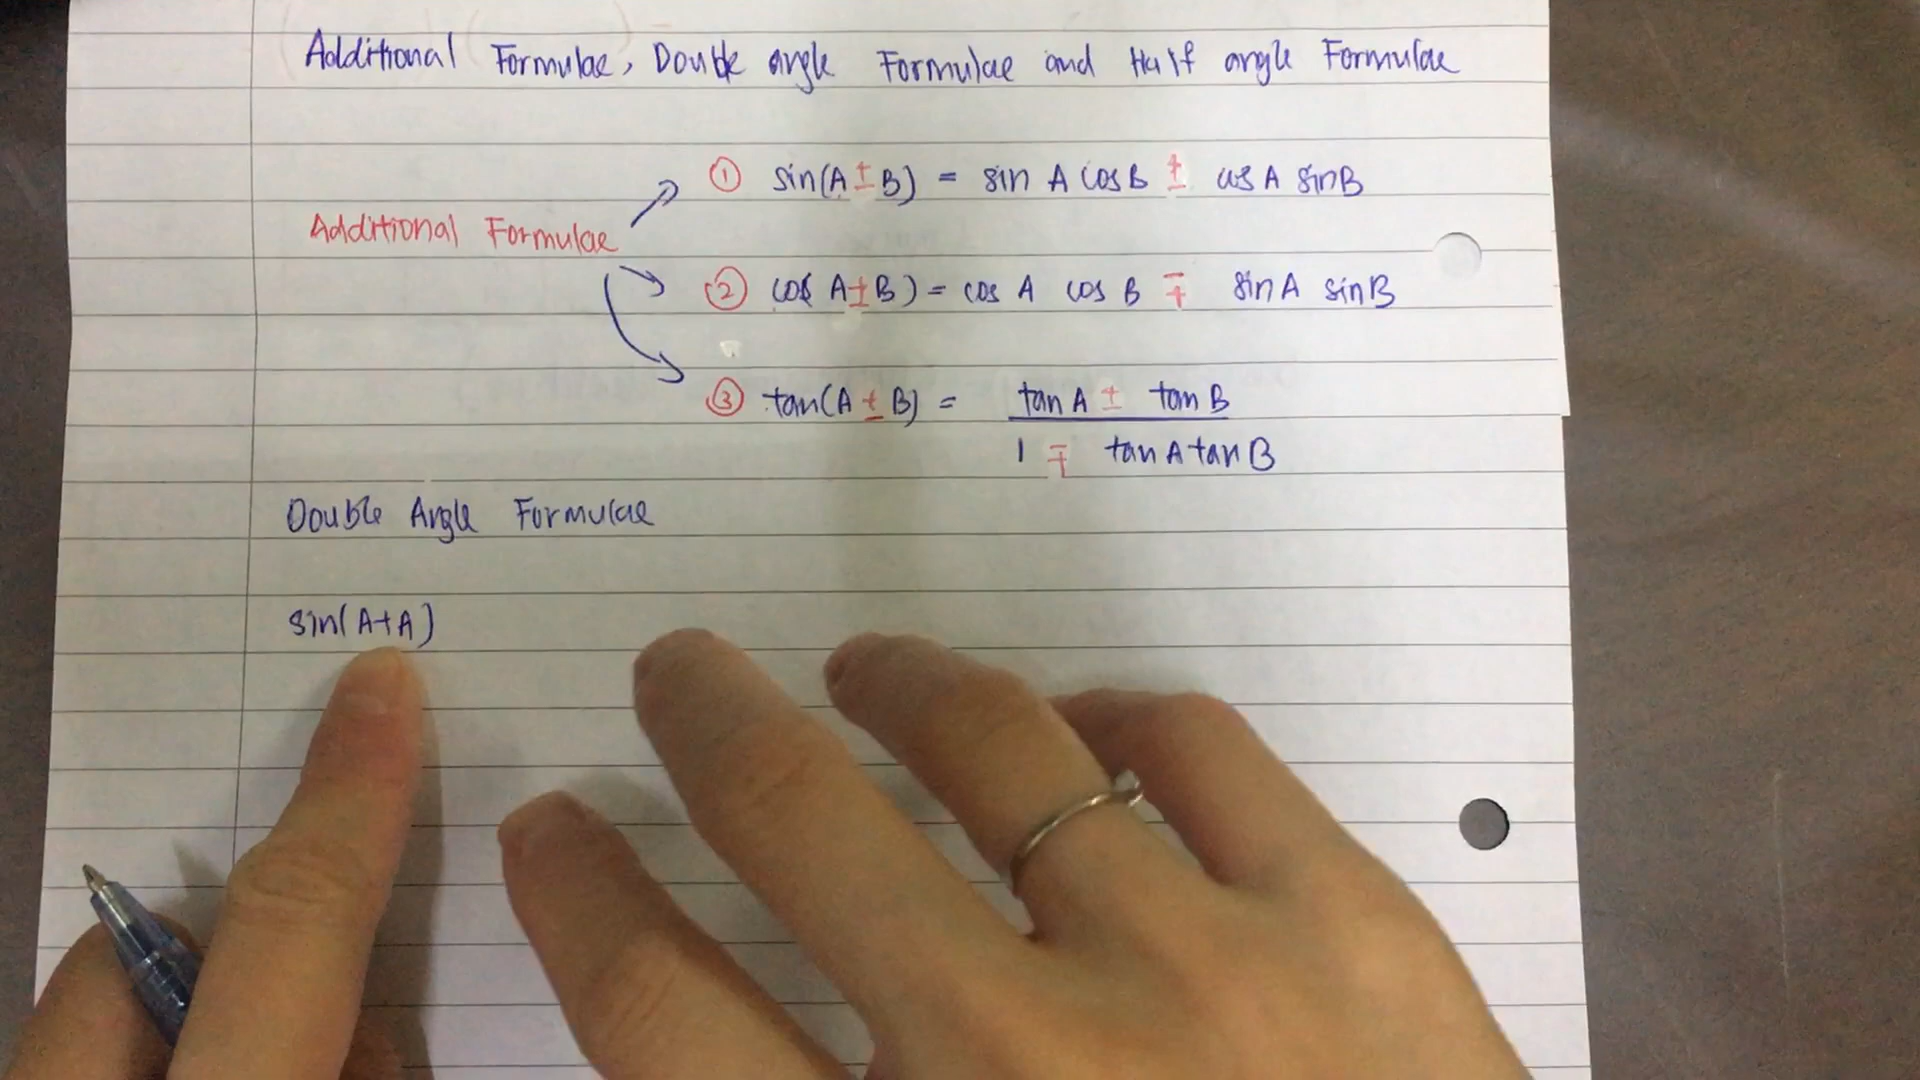 Additional Formulae, Double angle Formulae and Half angle Formulae
① sin(A ± B) = sin A cos B ± cos A sin B
Additional Formulae
② cos( A ± B ) = cos A cos B ∓ sin A sin B
③ tan(A ± B) = tan A ± tan B
1 ∓ tan A tan B
Double Angle Formulae
sin(A+A)